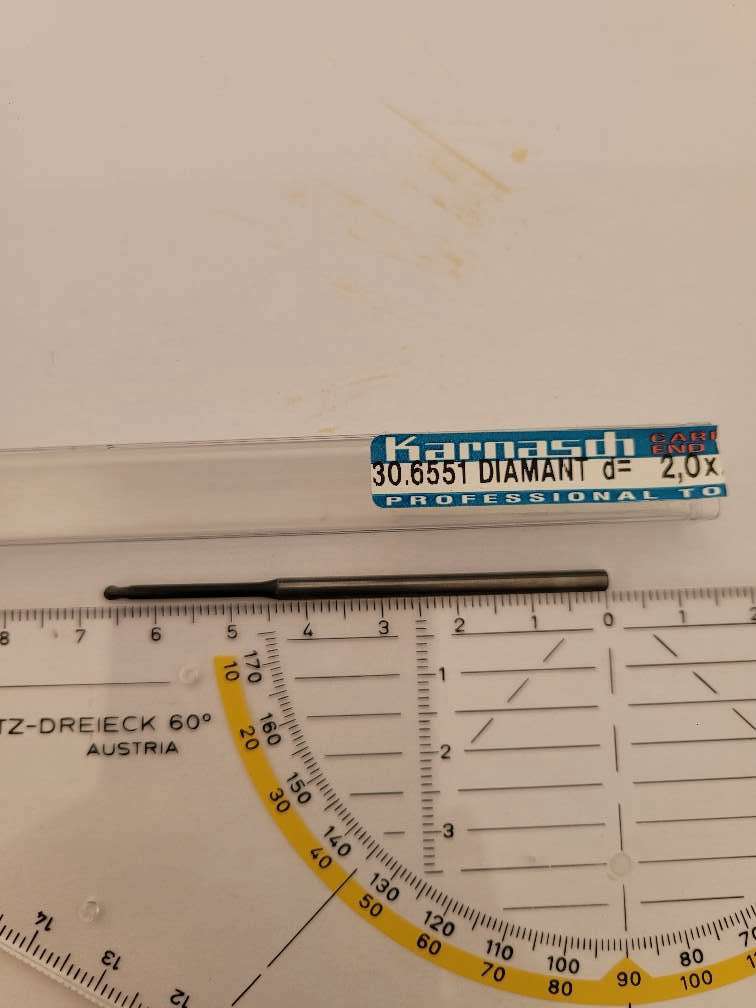 Karnasch CARI
END
30.6551 DIAMANT d= 2,0x
PROFESSIONAL TO
8 7 6 5 4 3 2 1 0 1 2
1
2
3
170 160 150 140 130 120 110 100 80 70
10 20 30 40 50 60 70 80 90 100
TZ-DREIECK 60°
AUSTRIA
14 13 12